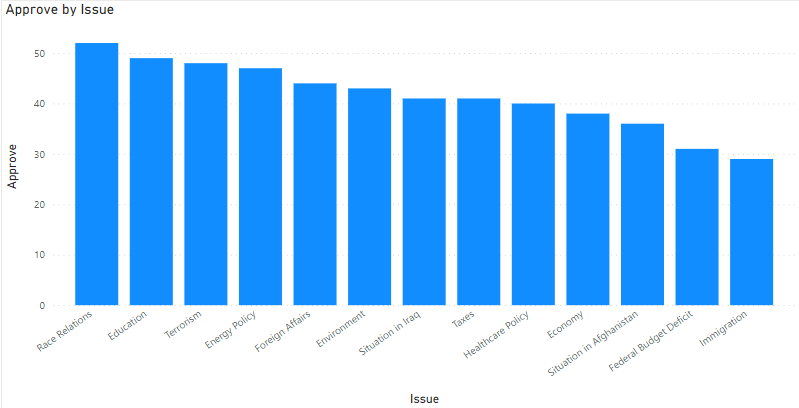 Approve by Issue
50
40
30
20
10
0
Approve
Race Relations
Education
Terrorism
Energy Policy
Foreign Affairs
Environment
Situation in Iraq
Taxes
Healthcare Policy
Economy
Situation in Afghanistan
Federal Budget Deficit
Immigration
Issue